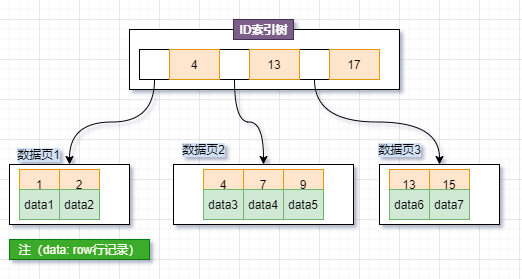 ID索引树
4 13 17
数据页1 数据页2 数据页3
1 2 4 7 9 13 15
data1 data2 data3 data4 data5 data6 data7
注（data: row行记录）